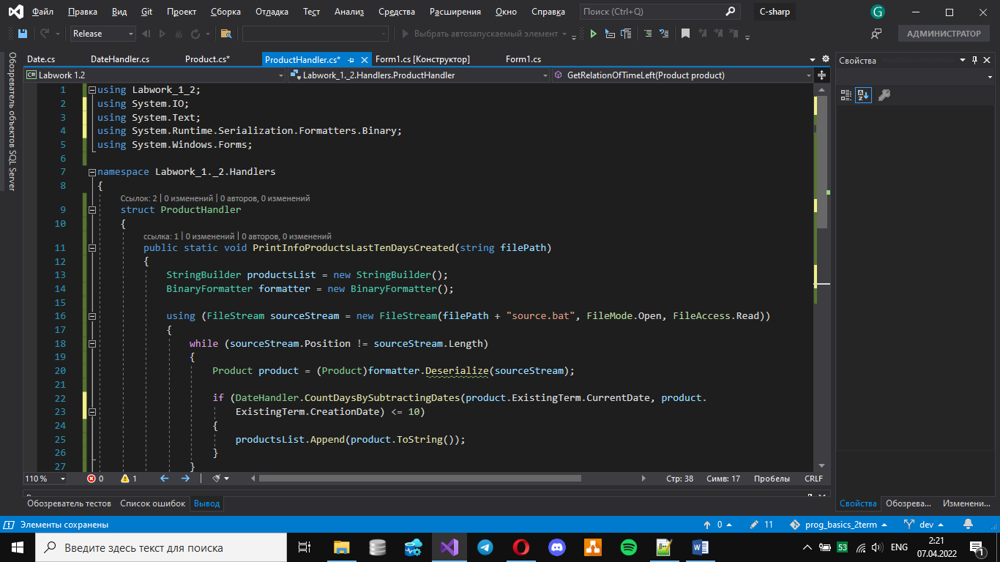 Файл Правка Вид Git Проект Сборка Отладка Тест Анализ Средства Расширения Окно Справка Поиск (Ctrl+Q) C-sharp G
Release Выбрать автозапускаемый элемент АДМИНИСТРАТОР
Обозреватель объектов SQL Server
Date.cs DateHandler.cs Product.cs* ProductHandler.cs* Form1.cs [Конструктор] Form1.cs Свойства
C# Labwork 1.2 Labwork_1._2.Handlers.ProductHandler GetRelationOfTimeLeft(Product product)
1 using Labwork_1_2;
2 using System.IO;
3 using System.Text;
4 using System.Runtime.Serialization.Formatters.Binary;
5 using System.Windows.Forms;
6
7 namespace Labwork_1._2.Handlers
8 {
Ссылок: 2 | 0 изменений | 0 авторов, 0 изменений
9 struct ProductHandler
10 {
ссылка: 1 | 0 изменений | 0 авторов, 0 изменений
11 public static void PrintInfoProductsLastTenDaysCreated(string filePath)
12 {
13 StringBuilder productsList = new StringBuilder();
14 BinaryFormatter formatter = new BinaryFormatter();
15
16 using (FileStream sourceStream = new FileStream(filePath + "source.bat", FileMode.Open, FileAccess.Read))
17 {
18 while (sourceStream.Position != sourceStream.Length)
19 {
20 Product product = (Product)formatter.Deserialize(sourceStream);
21
22 if (DateHandler.CountDaysBySubtractingDates(product.ExistingTerm.CurrentDate, product.
23 ExistingTerm.CreationDate) <= 10)
24 {
25 productsList.Append(product.ToString());
26 }
27 }
110 % 0 1 Стр: 38 Симв: 17 Пробелы CRLF
Обозреватель тестов Список ошибок Вывод Свойства Обозрева... Изменени...
Элементы сохранены 0 11 prog_basics_2term dev
Введите здесь текст для поиска 53 ENG 2:21
07.04.2022 1